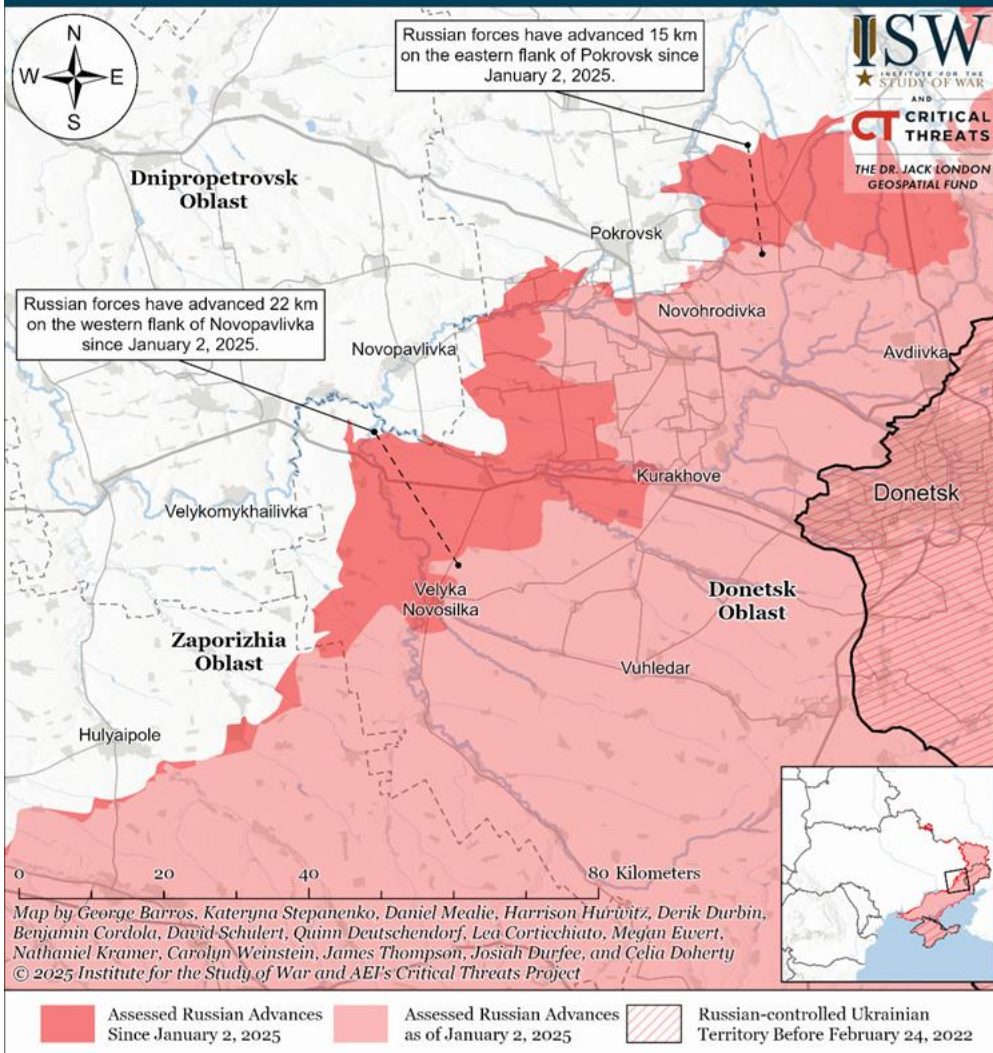 N
W
E
S
Russian forces have advanced 15 km
on the eastern flank of Pokrovsk since
January 2, 2025.
ISW
INSTITUTE FOR THE
STUDY OF WAR
AND
CT CRITICAL
THREATS
THE DR. JACK LONDON
GEOSPATIAL FUND
Dnipropetrovsk
Oblast
Pokrovsk
Russian forces have advanced 22 km
on the western flank of Novopavlivka
since January 2, 2025.
Novohrodivka
Novopavlivka
Avdiivka
Kurakhove
Donetsk
Velykomykhailivka
Velyka
Novosilka
Donetsk
Oblast
Zaporizhia
Oblast
Vuhledar
Hulyaipole
0 20 40 80 Kilometers
Map by George Barros, Kateryna Stepanenko, Daniel Mealie, Harrison Hurwitz, Derik Durbin,
Benjamin Cordola, David Schulert, Quinn Deutschendorf, Lea Corticchiato, Megan Ewert,
Nathaniel Kramer, Carolyn Weinstein, James Thompson, Josiah Durfee, and Celia Doherty
© 2025 Institute for the Study of War and AEI's Critical Threats Project
Assessed Russian Advances
Since January 2, 2025
Assessed Russian Advances
as of January 2, 2025
Russian-controlled Ukrainian
Territory Before February 24, 2022